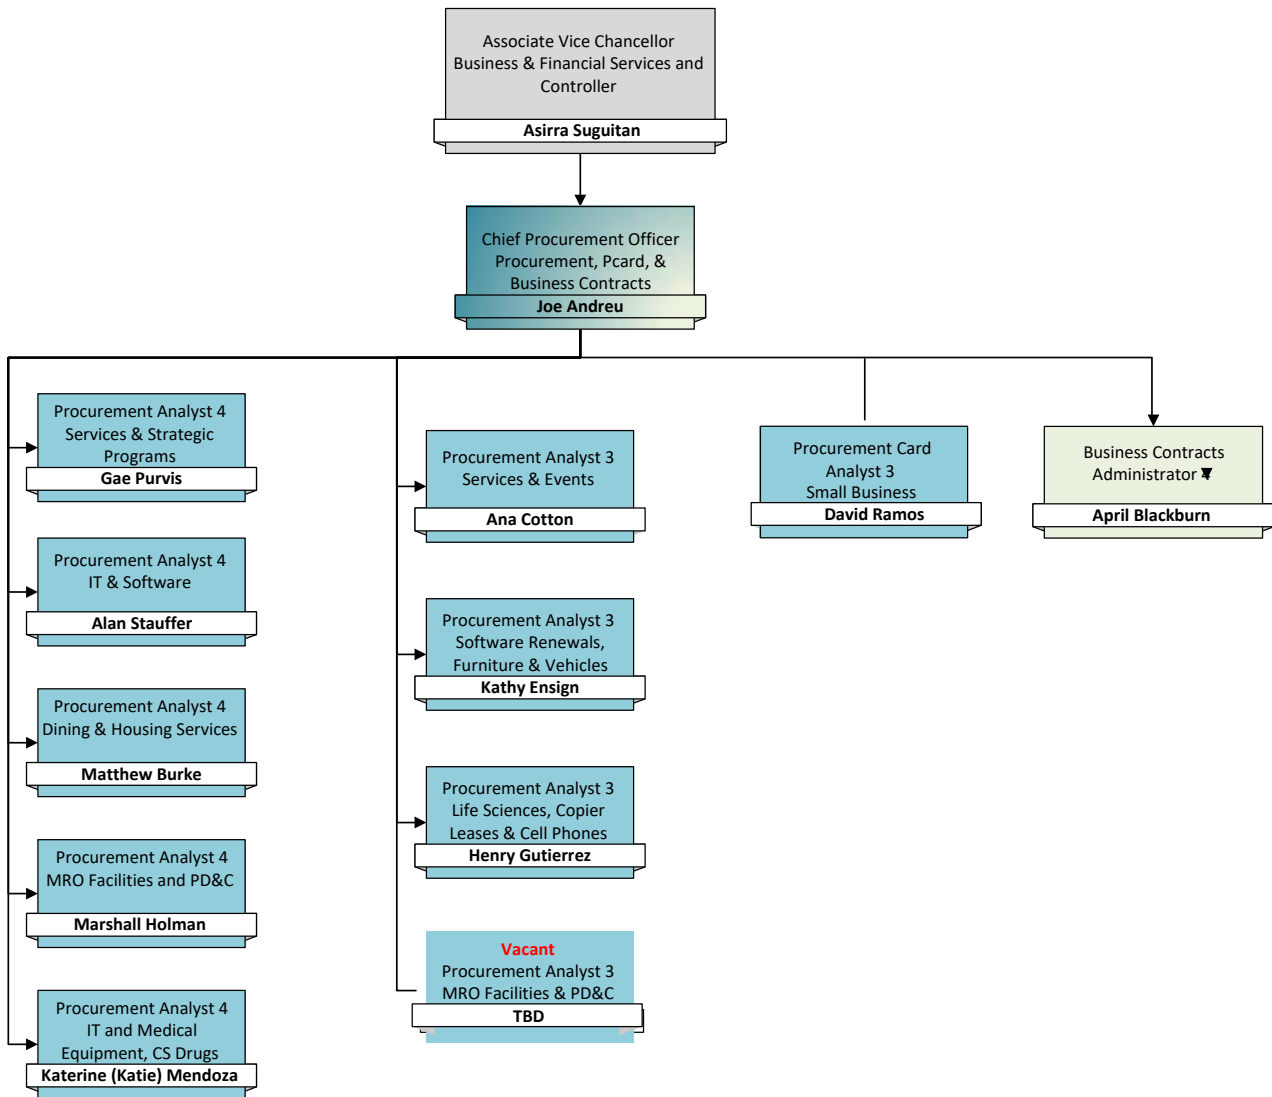 Associate Vice Chancellor
Business & Financial Services and
Controller
Asirra Suguitan
Chief Procurement Officer
Procurement, Pcard, &
Business Contracts
Joe Andreu
Procurement Analyst 4
Services & Strategic
Programs
Gae Purvis
Procurement Analyst 4
IT & Software
Alan Stauffer
Procurement Analyst 4
Dining & Housing Services
Matthew Burke
Procurement Analyst 4
MRO Facilities and PD&C
Marshall Holman
Procurement Analyst 4
IT and Medical
Equipment, CS Drugs
Katerine (Katie) Mendoza
Procurement Analyst 3
Services & Events
Ana Cotton
Procurement Analyst 3
Software Renewals,
Furniture & Vehicles
Kathy Ensign
Procurement Analyst 3
Life Sciences, Copier
Leases & Cell Phones
Henry Gutierrez
Vacant
Procurement Analyst 3
MRO Facilities & PD&C
TBD
Procurement Card
Analyst 3
Small Business
David Ramos
Business Contracts
Administrator
April Blackburn